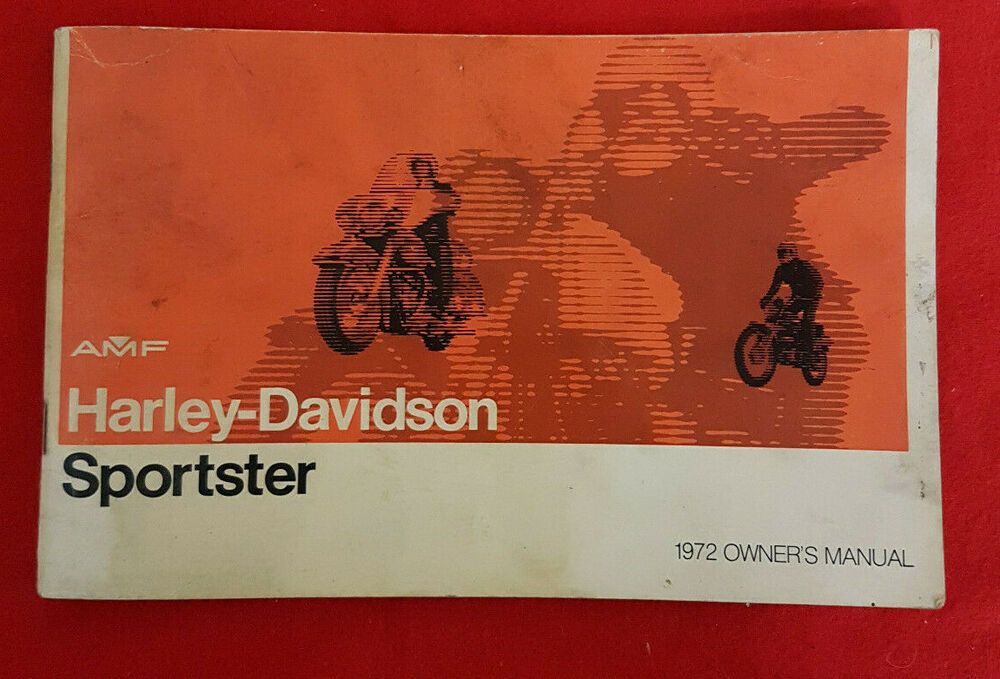 AMF
Harley-Davidson
Sportster
1972 OWNER'S MANUAL